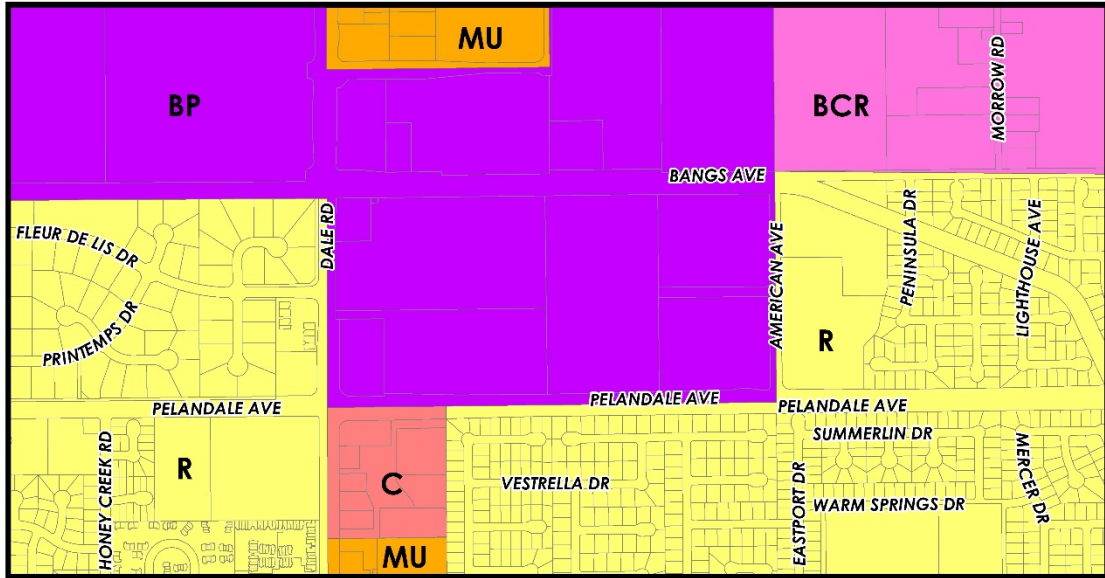 MU
BP
BCR
MORROW RD
BANGS AVE
FLEUR DE LIS DR
DALE RD
AMERICAN AVE
PENINSULA DR
LIGHTHOUSE AVE
PRINTEMPS DR
R
PELANDALE AVE
PELANDALE AVE
PELANDALE AVE
HONEY CREEK RD
R
C
VESTRELLA DR
SUMMERLIN DR
EASTPORT DR
WARM SPRINGS DR
MERCER DR
MU